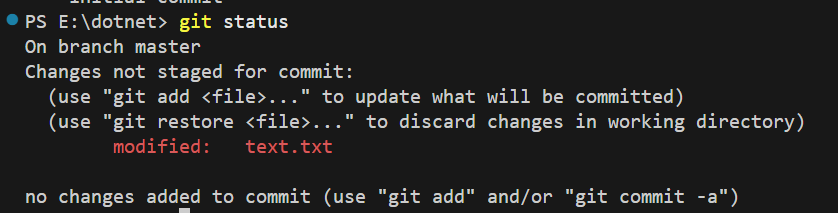 initial commit
PS E:\dotnet> git status
On branch master
Changes not staged for commit:
  (use "git add <file>..." to update what will be committed)
  (use "git restore <file>..." to discard changes in working directory)
        modified:   text.txt

no changes added to commit (use "git add" and/or "git commit -a")